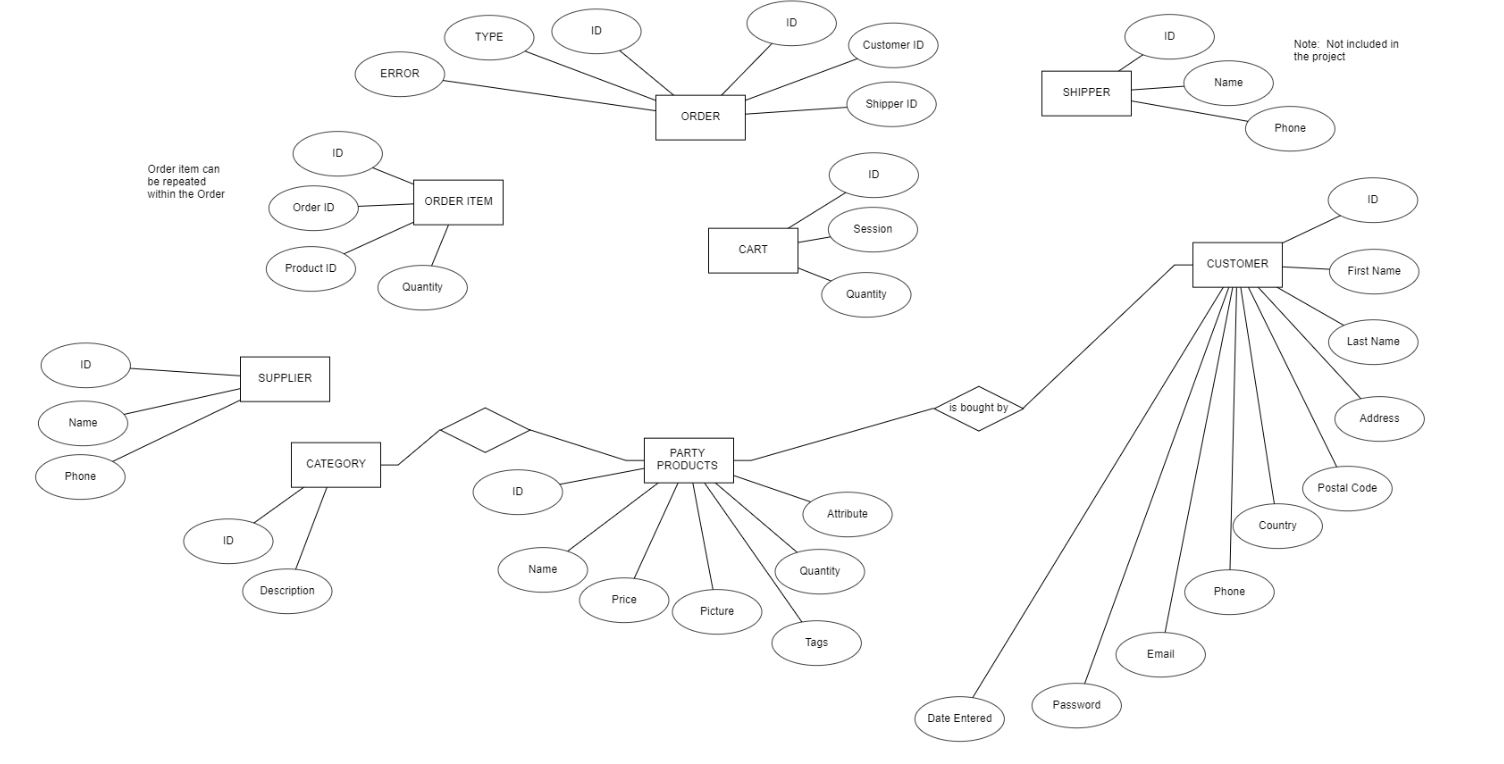 ID
ID
TYPE
ID
Customer ID
Note:  Not included in
the project
ERROR
Name
SHIPPER
Shipper ID
ORDER
Phone
ID
Order item can
be repeated
within the Order
ID
ORDER ITEM
ID
Order ID
Session
CART
CUSTOMER
Product ID
First Name
Quantity
Quantity
Last Name
ID
SUPPLIER
is bought by
Name
Address
PARTY
PRODUCTS
CATEGORY
Phone
Postal Code
ID
Attribute
Country
ID
Name
Quantity
Description
Phone
Price
Picture
Tags
Email
Password
Date Entered